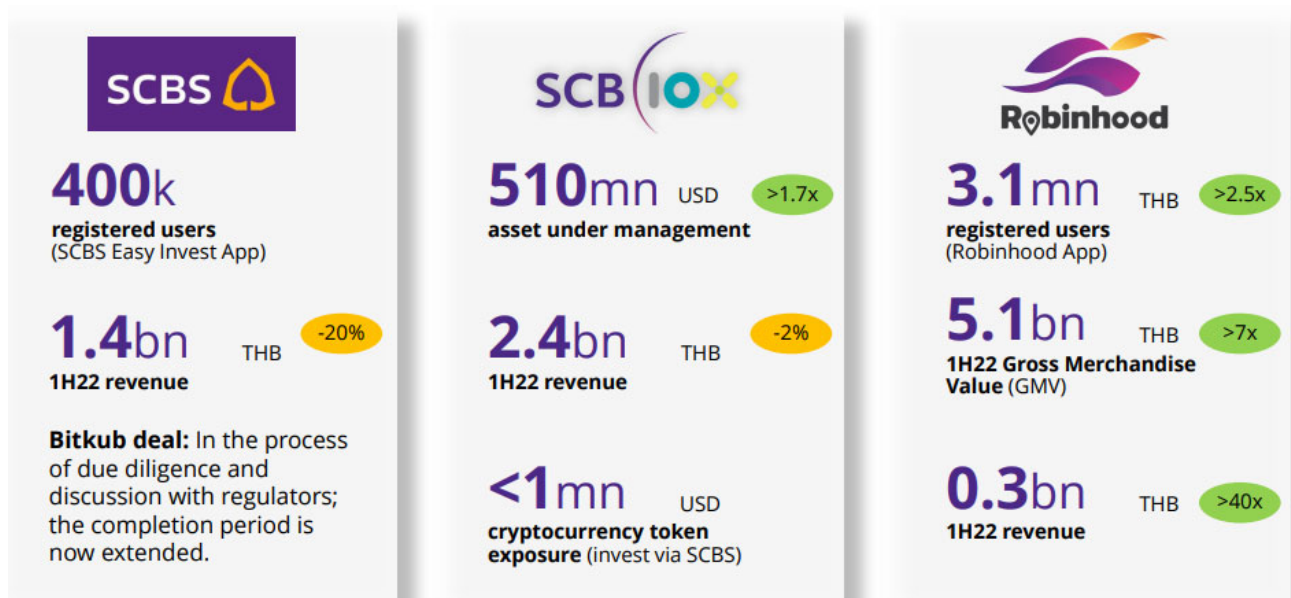 SCBS
400k
registered users
(SCBS Easy Invest App)
1.4bn THB -20%
1H22 revenue
Bitkub deal: In the process
of due diligence and
discussion with regulators;
the completion period is
now extended.
SCB 10X
510mn USD >1.7x
asset under management
2.4bn THB -2%
1H22 revenue
<1mn USD
cryptocurrency token
exposure (invest via SCBS)
Robinhood
3.1mn THB >2.5x
registered users
(Robinhood App)
5.1bn THB >7x
1H22 Gross Merchandise
Value (GMV)
0.3bn THB >40x
1H22 revenue